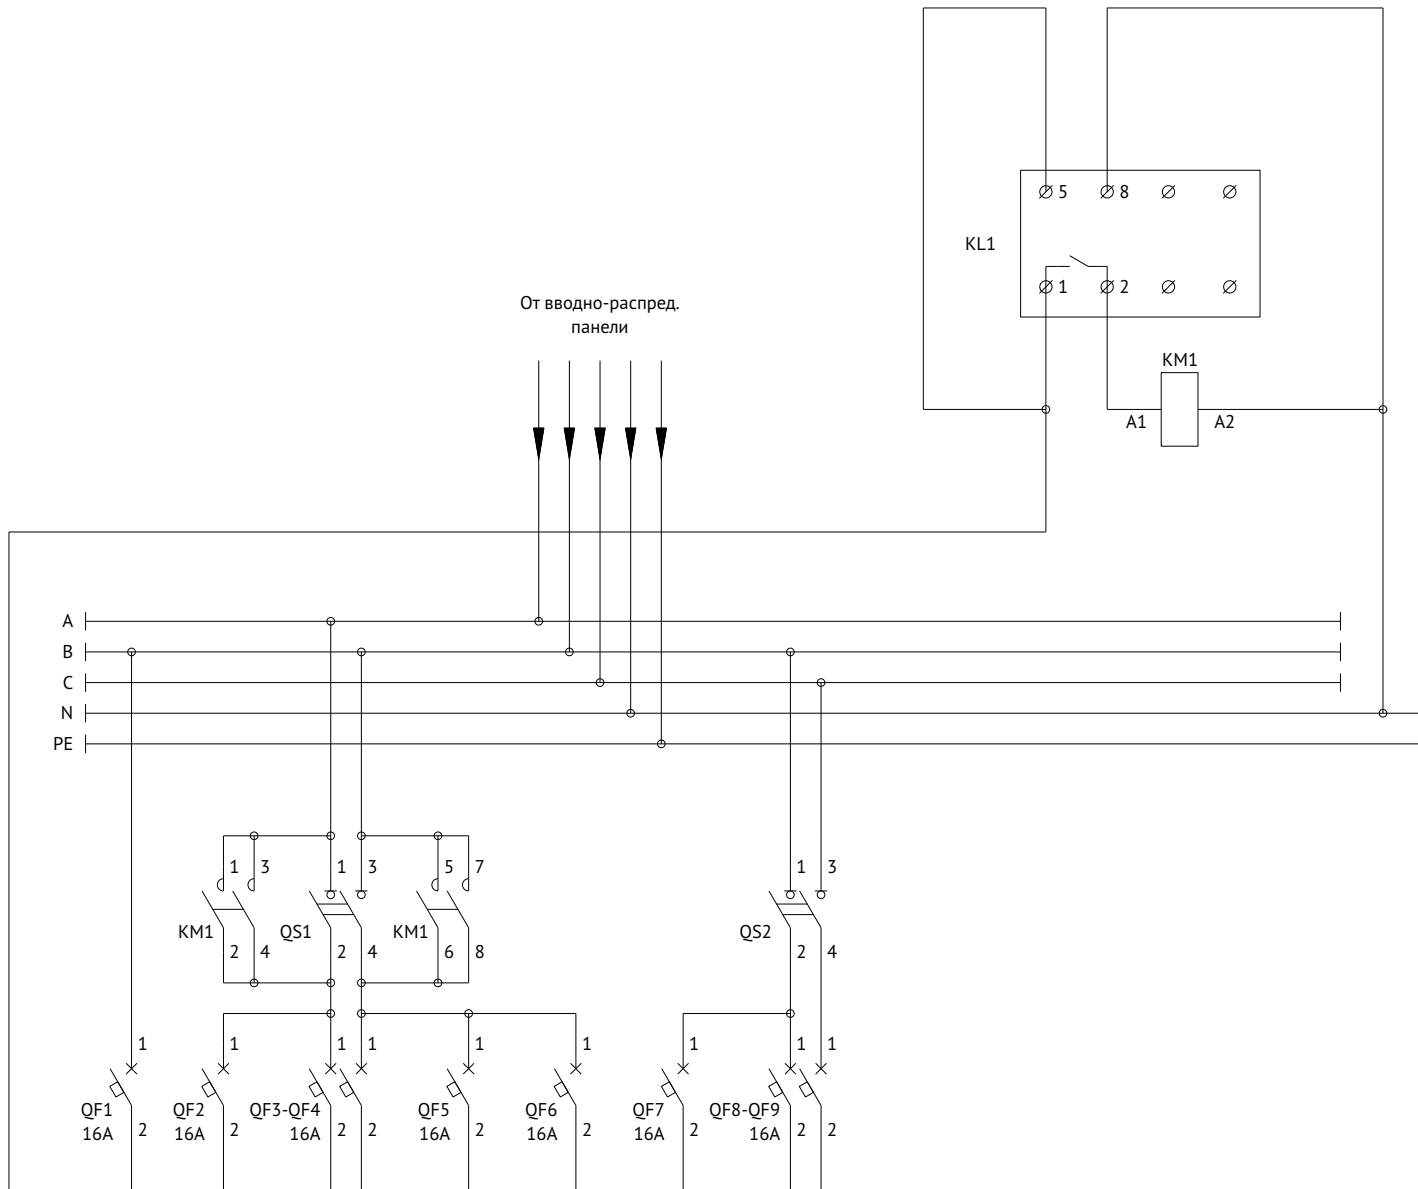 5 8
KL1
1 2
От вводно-распред.
панели
KM1
A1 A2
A
B
C
N
PE
1 3 1 3 5 7 1 3
KM1 QS1 KM1 QS2
2 4 2 4 6 8 2 4
1 1 1 1 1 1 1 1 1
QF1 QF2 QF3-QF4 QF5 QF6 QF7 QF8-QF9
16A 2 16A 2 16A 2 2 16A 2 16A 2 16A 2 16A 2 2